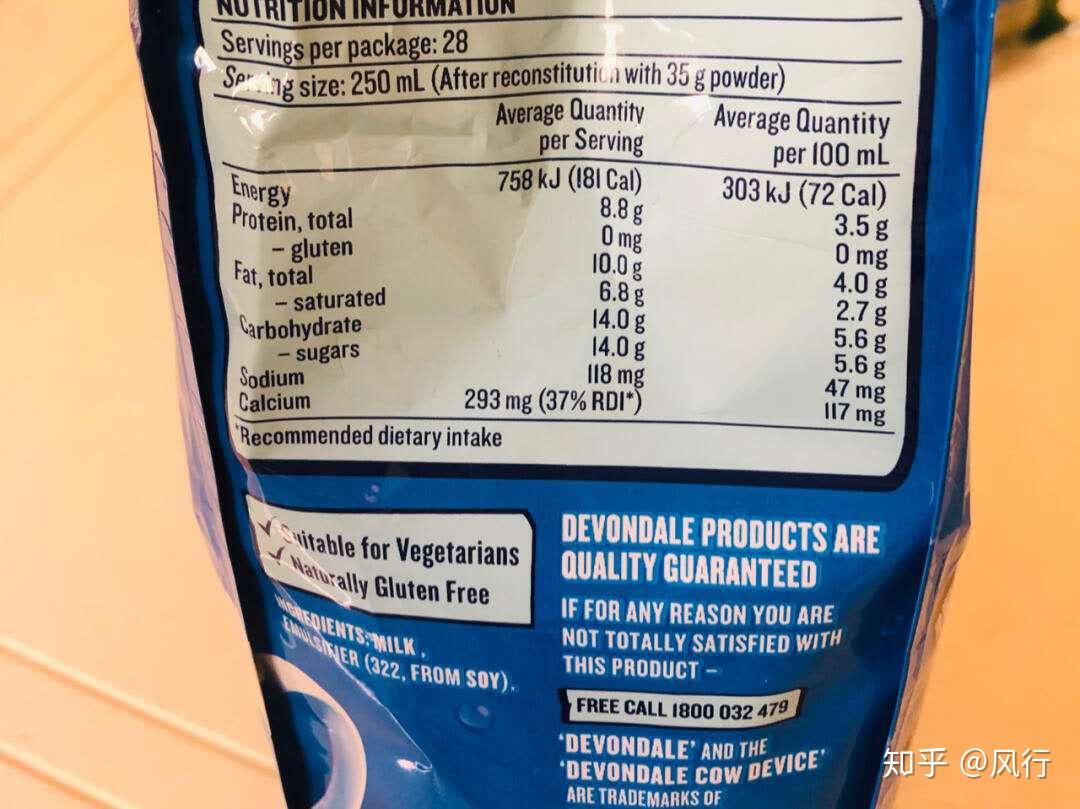 NUTRITION INFORMATION
Servings per package: 28
Serving size: 250 mL (After reconstitution with 35 g powder)
Average Quantity per Serving Average Quantity per 100 mL
Energy 758 kJ (181 Cal) 303 kJ (72 Cal)
Protein, total 8.8 g 3.5 g
– gluten 0 mg 0 mg
Fat, total 10.0 g 4.0 g
– saturated 6.8 g 2.7 g
Carbohydrate 14.0 g 5.6 g
– sugars 14.0 g 5.6 g
Sodium 118 mg 47 mg
Calcium 293 mg (37% RDI*) 117 mg
*Recommended dietary intake
Suitable for Vegetarians
Naturally Gluten Free
INGREDIENTS: MILK,
EMULSIFIER (322, FROM SOY).
DEVONDALE PRODUCTS ARE
QUALITY GUARANTEED
IF FOR ANY REASON YOU ARE
NOT TOTALLY SATISFIED WITH
THIS PRODUCT –
FREE CALL 1800 032 479
'DEVONDALE' AND THE
'DEVONDALE COW DEVICE'
ARE TRADEMARKS OF
知乎 @风行